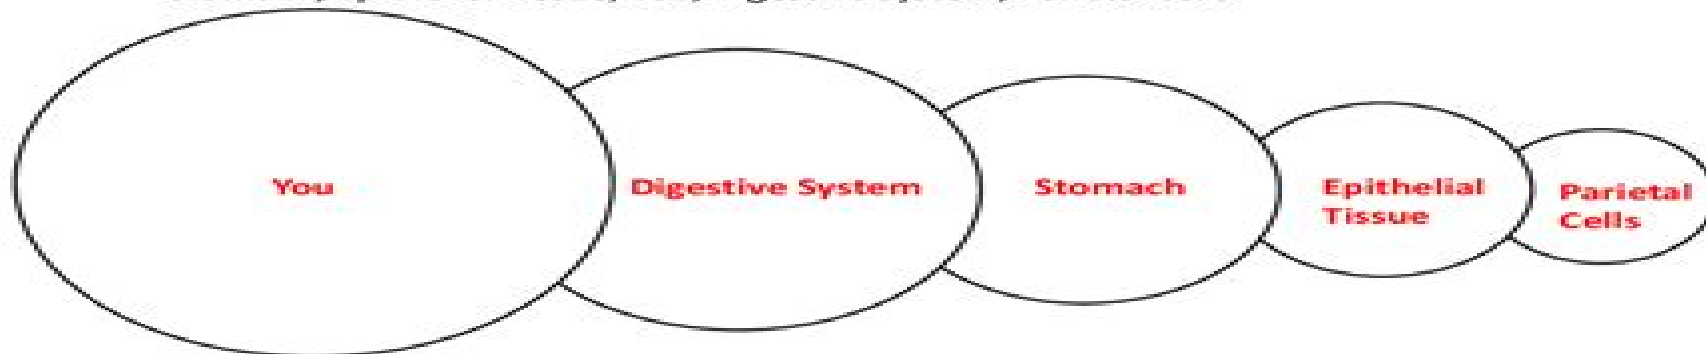 You
Digestive System
Stomach
Epithelial
Tissue
Parietal
Cells